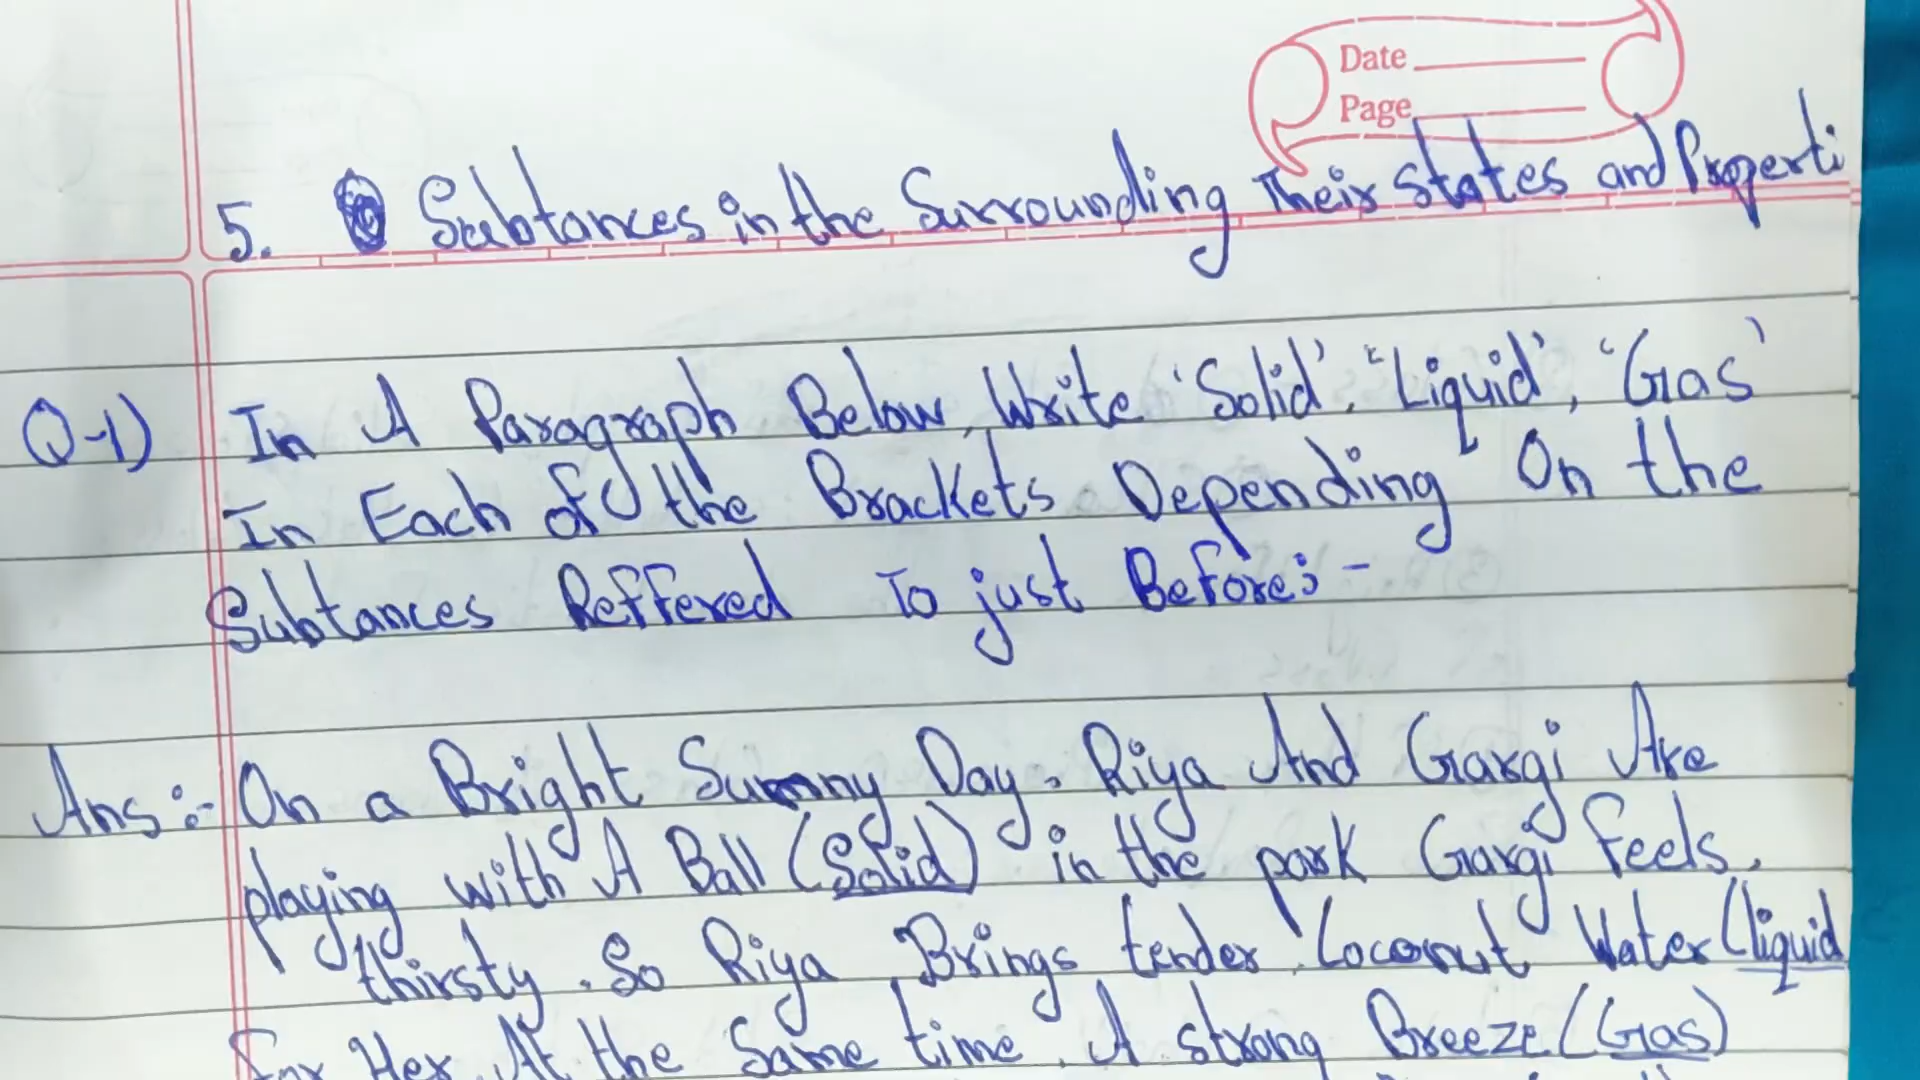 Date
Page
5. Subtances in the Surrounding Their States and Properti
Q-1) In A Paragraph Below, Write 'Solid', 'Liquid', 'Gas'
In Each of the Brackets Depending On the
Subtances Reffered To just Before:-
Ans:- On a Bright Sunny Day. Riya And Gargi Are
playing with A Ball (Solid) in the park Gargi Feels
thirsty. So Riya Brings tender Coconut Water (liquid
For Her. At the Same time. A strong Breeze (Gas)